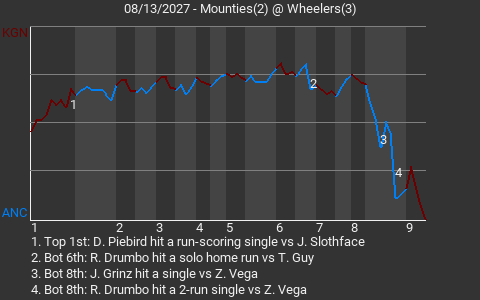 08/13/2027 - Mounties(2) @ Wheelers(3)
KGN
1
2
3
4
ANC
1 2 3 4 5 6 7 8 9
1. Top 1st: D. Piebird hit a run-scoring single vs J. Slothface
2. Bot 6th: R. Drumbo hit a solo home run vs T. Guy
3. Bot 8th: J. Grinz hit a single vs Z. Vega
4. Bot 8th: R. Drumbo hit a 2-run single vs Z. Vega